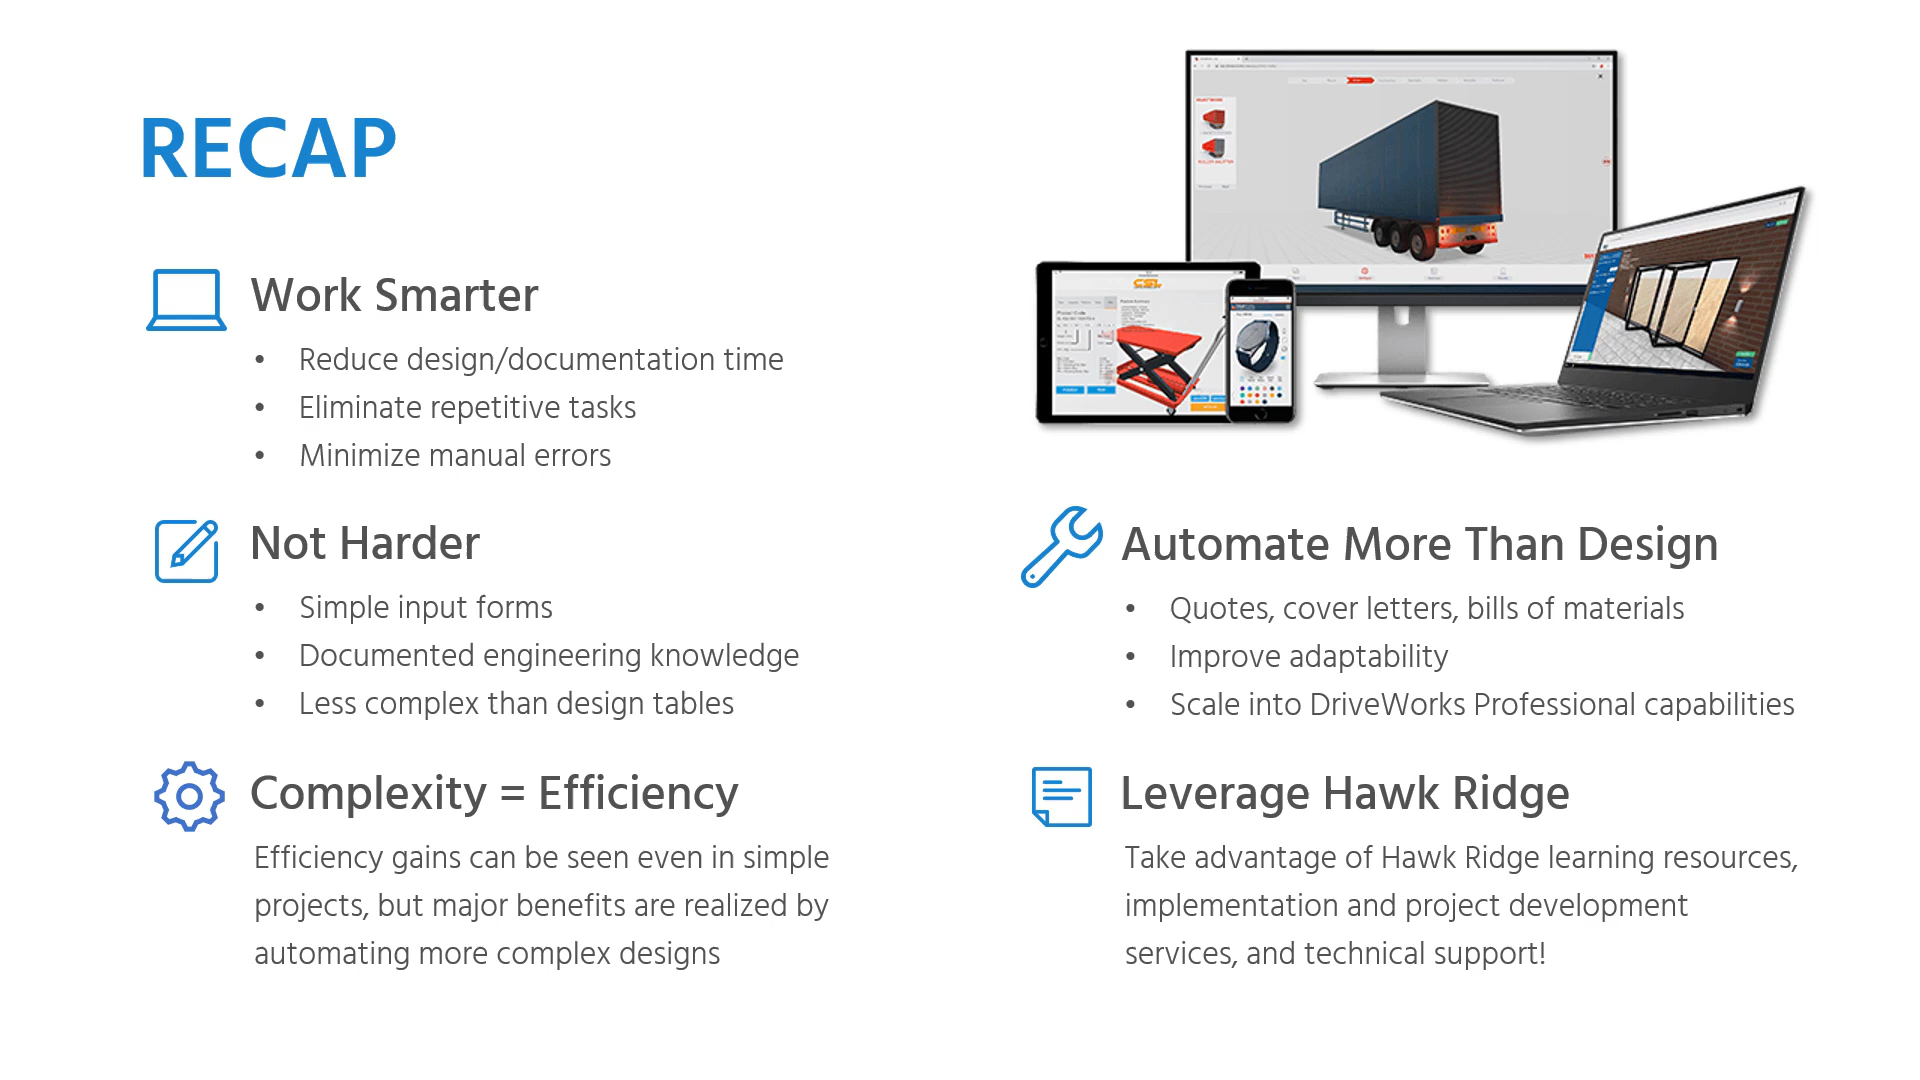 RECAP
Work Smarter
• Reduce design/documentation time
• Eliminate repetitive tasks
• Minimize manual errors
Not Harder
• Simple input forms
• Documented engineering knowledge
• Less complex than design tables
Complexity = Efficiency
Efficiency gains can be seen even in simple
projects, but major benefits are realized by
automating more complex designs
Automate More Than Design
• Quotes, cover letters, bills of materials
• Improve adaptability
• Scale into DriveWorks Professional capabilities
Leverage Hawk Ridge
Take advantage of Hawk Ridge learning resources,
implementation and project development
services, and technical support!